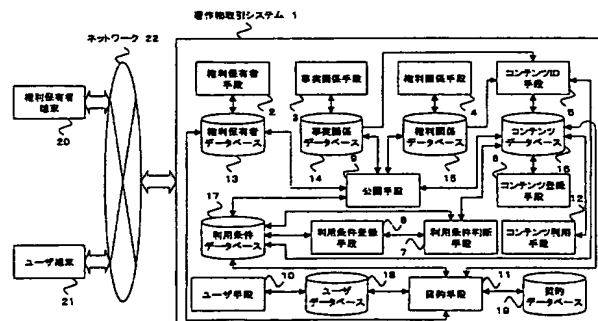 著作物取引システム 1
ネットワーク 22
権利保有者
端末
20
ユーザ端末
21
権利保有者
手段
2
事実関係手段
3
権利関係手段
4
コンテンツID
手段
5
権利保有者
データベース
13
事実関係
データベース
14
権利関係
データベース
15
コンテンツ
データベース
16
9
公開手段
6
コンテンツ登録
手段
17
利用条件
データベース
8
利用条件登録
手段
7
利用条件判断
手段
12
コンテンツ利用
手段
10
ユーザ手段
18
ユーザ
データベース
11
契約手段
19
契約
データベース